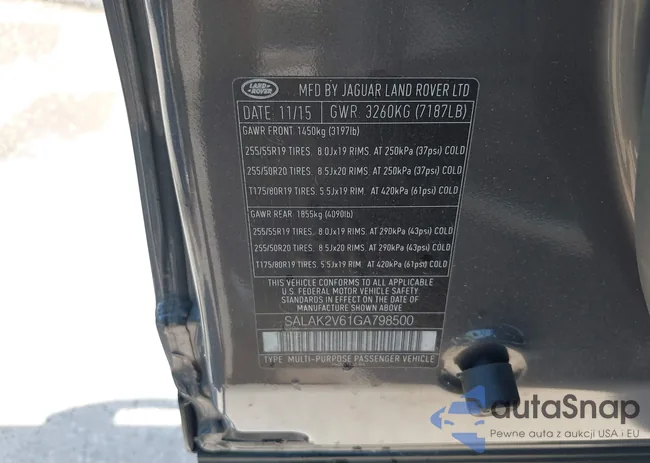 LAND ROVER
MFD BY JAGUAR LAND ROVER LTD
DATE: 11/15 GWR: 3260KG (7187LB)
GAWR FRONT: 1450kg (3197lb)
255/55R19 TIRES. 8.0Jx19 RIMS. AT 250kPa (37psi) COLD
255/50R20 TIRES. 8.5Jx20 RIMS. AT 250kPa (37psi) COLD
T175/80R19 TIRES. 5.5Jx19 RIM. AT 420kPa (61psi) COLD
GAWR REAR: 1855kg (4090lb)
255/55R19 TIRES. 8.0Jx19 RIMS. AT 290kPa (43psi) COLD
255/50R20 TIRES. 8.5Jx20 RIMS. AT 290kPa (43psi) COLD
T175/80R19 TIRES. 5.5Jx19 RIM. AT 420kPa (61psi) COLD
THIS VEHICLE CONFORMS TO ALL APPLICABLE
U.S. FEDERAL MOTOR VEHICLE SAFETY
STANDARDS IN EFFECT ON THE DATE OF
MANUFACTURE SHOWN ABOVE
SALAK2V61GA798500
TYPE: MULTI-PURPOSE PASSENGER VEHICLE
autaSnap
Pewne auta z aukcji USA i EU